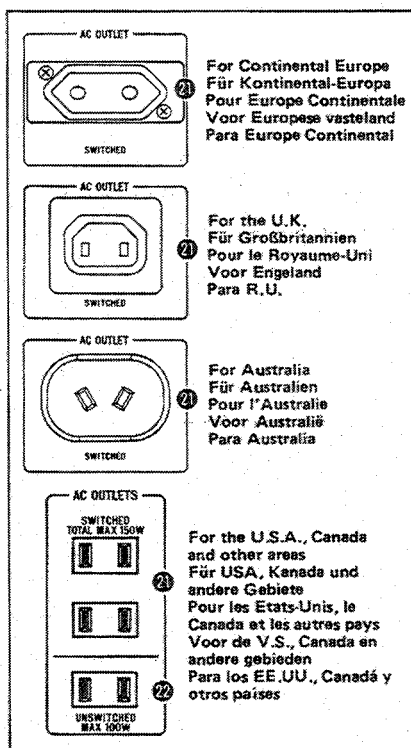 AC OUTLET
㉑
For Continental Europe
Für Kontinental-Europa
Pour Europe Continentale
Voor Europese vasteland
Para Europe Continental
SWITCHED
AC OUTLET
㉑
For the U.K.
Für Großbritannien
Pour le Royaume-Uni
Voor Engeland
Para R.U.
SWITCHED
AC OUTLET
㉑
For Australia
Für Australien
Pour l'Australie
Voor Australië
Para Australia
SWITCHED
AC OUTLETS
SWITCHED
TOTAL MAX 150W
㉑
For the U.S.A., Canada
and other areas
Für USA, Kanada und
andere Gebiete
Pour les Etats-Unis, le
Canada et les autres pays
Voor de V.S., Canada en
andere gebieden
Para los EE.UU., Canadá y
otros países
㉒
UNSWITCHED
MAX 100W